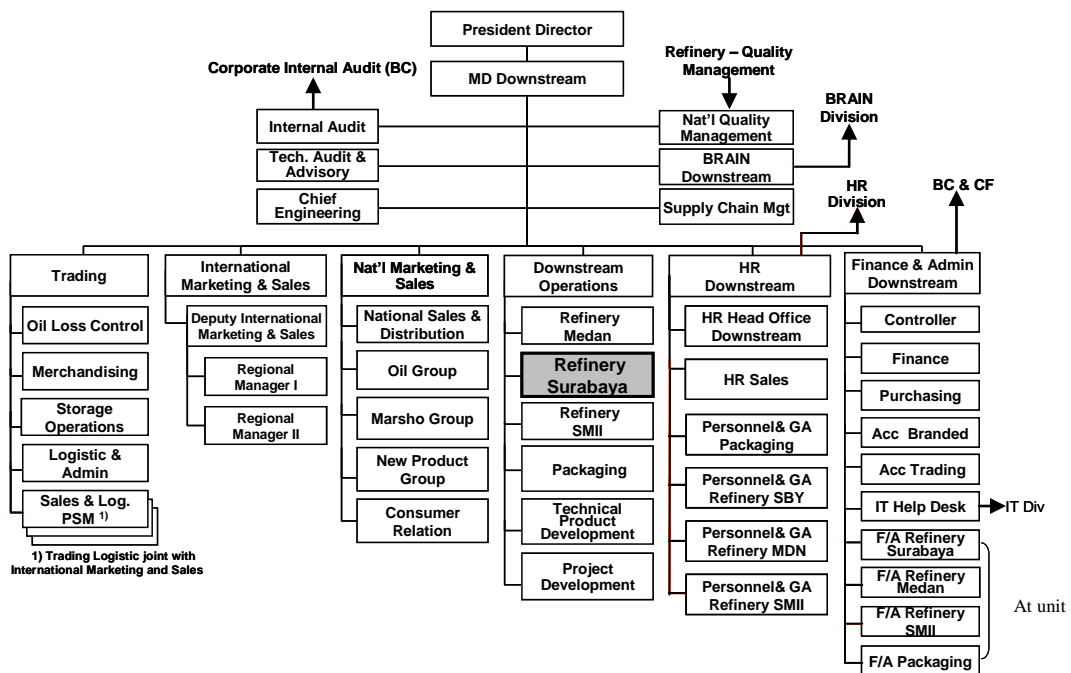 President Director
MD Downstream
Corporate Internal Audit (BC)
Refinery – Quality
Management
BRAIN
Division
Internal Audit
Nat'l Quality
Management
Tech. Audit &
Advisory
BRAIN
Downstream
Chief
Engineering
Supply Chain Mgt
HR
Division
BC & CF
Trading
Oil Loss Control
Merchandising
Storage
Operations
Logistic &
Admin
Sales & Log.
PSM 1)
1) Trading Logistic joint with
International Marketing and Sales
International
Marketing & Sales
Deputy International
Marketing & Sales
Regional
Manager I
Regional
Manager II
Nat'l Marketing &
Sales
National Sales &
Distribution
Oil Group
Marsho Group
New Product
Group
Consumer
Relation
Downstream
Operations
Refinery
Medan
Refinery
Surabaya
Refinery
SMII
Packaging
Technical
Product
Development
Project
Development
HR
Downstream
HR Head Office
Downstream
HR Sales
Personnel& GA
Packaging
Personnel& GA
Refinery SBY
Personnel& GA
Refinery MDN
Personnel& GA
Refinery SMII
Finance & Admin
Downstream
Controller
Finance
Purchasing
Acc Branded
Acc Trading
IT Help Desk
IT Div
F/A Refinery
Surabaya
F/A Refinery
Medan
F/A Refinery
SMII
F/A Packaging
At unit